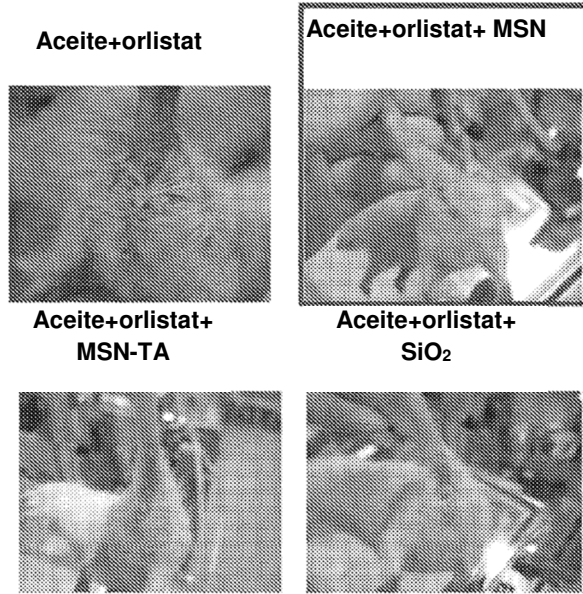 Aceite+orlistat
Aceite+orlistat+ MSN
Aceite+orlistat+
MSN-TA
Aceite+orlistat+
SiO₂